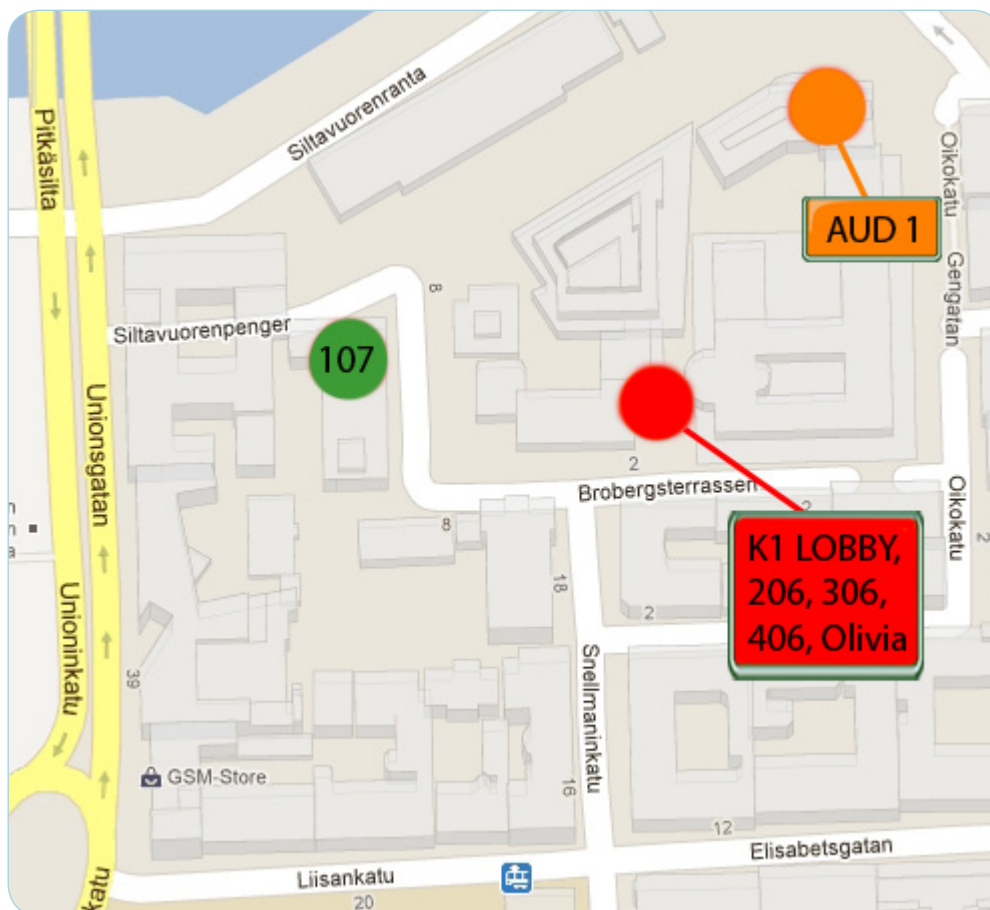 Pitkäsilta
Siltavuorenranta
Oikokatu
AUD 1
Gengatan
8
Siltavuorenpenger
107
Unionsgatan
2
Brobergsterrassen
2
8
Oikokatu
2
K1 LOBBY,
206, 306,
406, Olivia
18
2
Unioninkatu
39
Snellmaninkatu
GSM-Store
16
12
Elisabetsgatan
Liisankatu
20